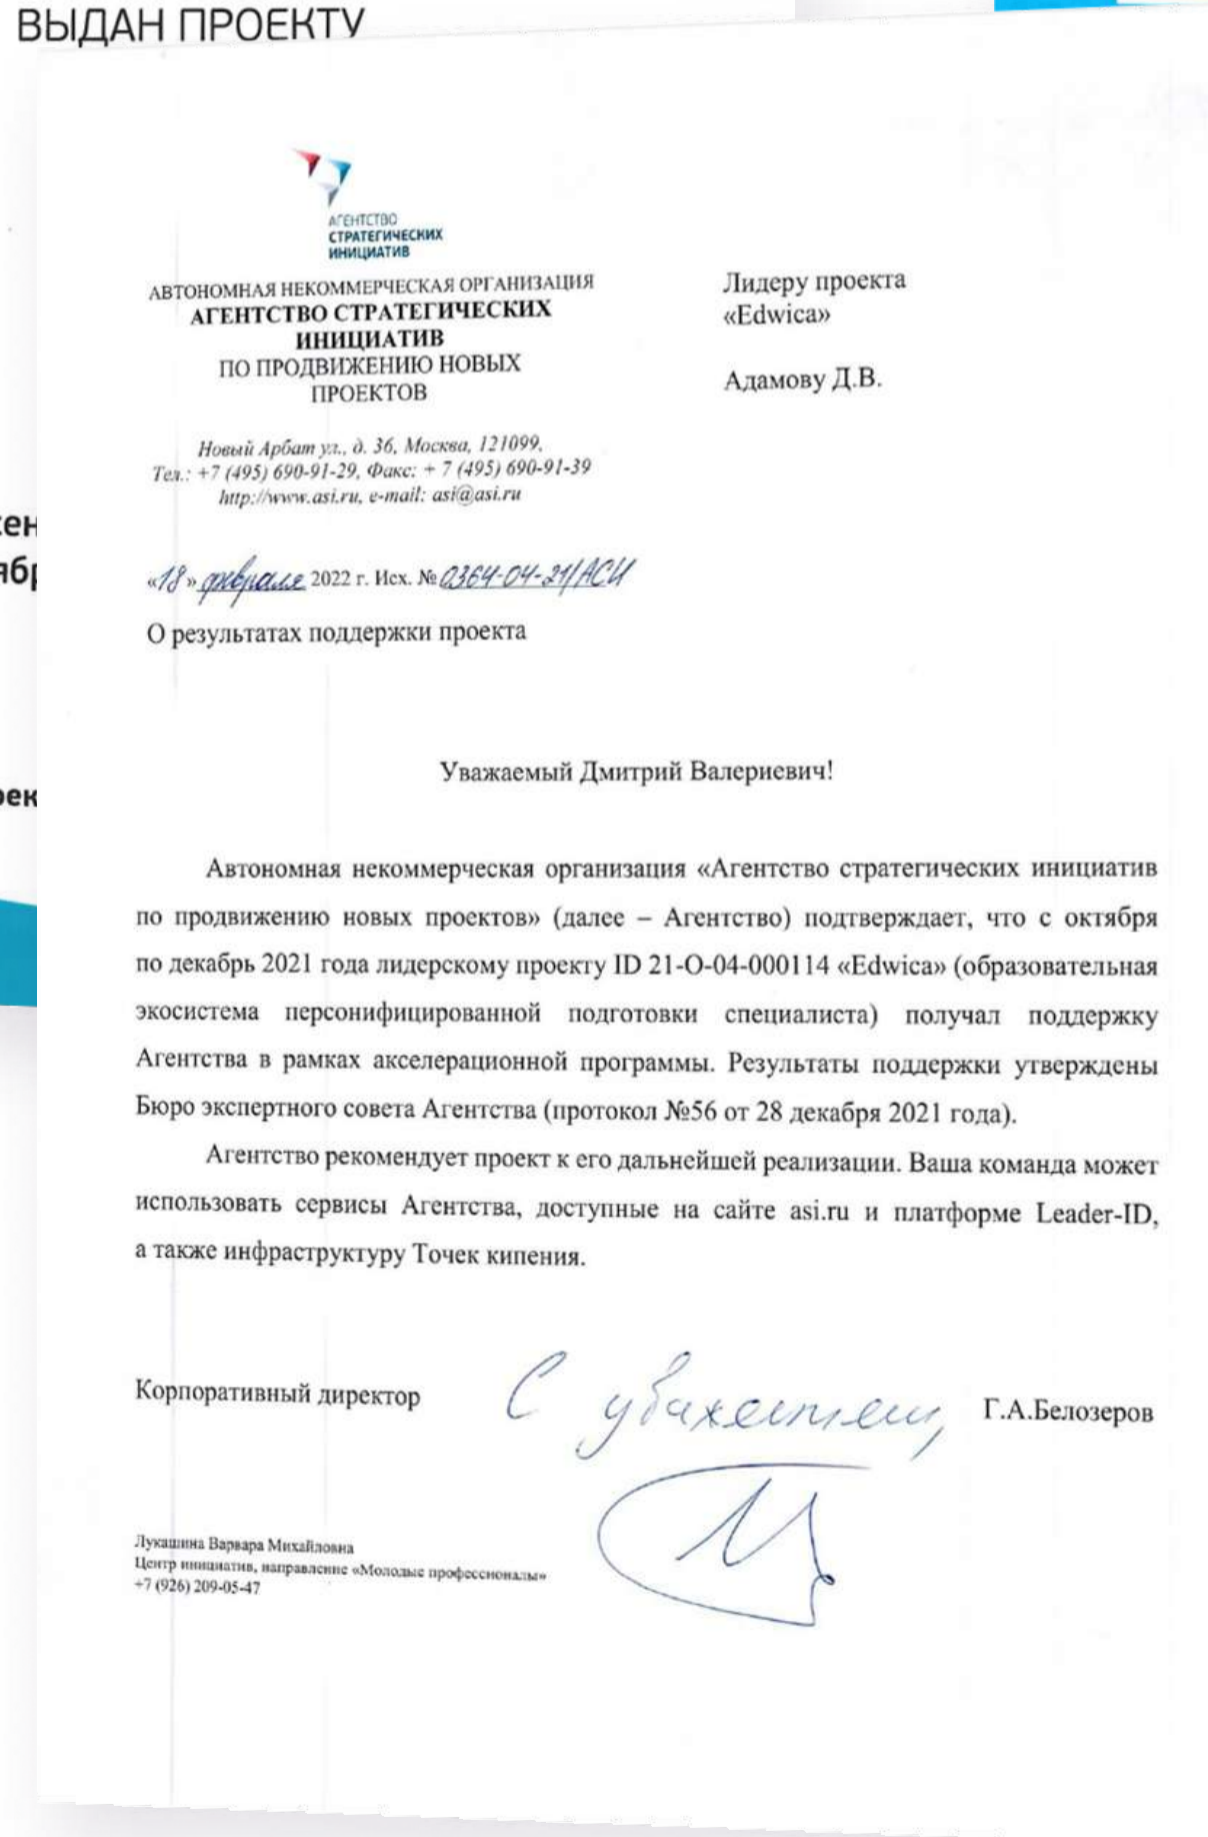 ВЫДАН ПРОЕКТУ
АГЕНТСТВО
СТРАТЕГИЧЕСКИХ
ИНИЦИАТИВ
АВТОНОМНАЯ НЕКОММЕРЧЕСКАЯ ОРГАНИЗАЦИЯ
АГЕНТСТВО СТРАТЕГИЧЕСКИХ
ИНИЦИАТИВ
ПО ПРОДВИЖЕНИЮ НОВЫХ
ПРОЕКТОВ
Новый Арбат ул., д. 36, Москва, 121099,
Тел.: +7 (495) 690-91-29, Факс: + 7 (495) 690-91-39
http://www.asi.ru, e-mail: asi@asi.ru
Лидеру проекта
«Edwica»
Адамову Д.В.
«18» февраля 2022 г. Исх. № 0364-04-21/АСИ
О результатах поддержки проекта
Уважаемый Дмитрий Валериевич!
Автономная некоммерческая организация «Агентство стратегических инициатив
по продвижению новых проектов» (далее – Агентство) подтверждает, что с октября
по декабрь 2021 года лидерскому проекту ID 21-О-04-000114 «Edwica» (образовательная
экосистема персонифицированной подготовки специалиста) получал поддержку
Агентства в рамках акселерационной программы. Результаты поддержки утверждены
Бюро экспертного совета Агентства (протокол №56 от 28 декабря 2021 года).
Агентство рекомендует проект к его дальнейшей реализации. Ваша команда может
использовать сервисы Агентства, доступные на сайте asi.ru и платформе Leader-ID,
а также инфраструктуру Точек кипения.
Корпоративный директор
С уважением,
Г.А.Белозеров
Лукашина Варвара Михайловна
Центр инициатив, направление «Молодые профессионалы»
+7 (926) 209-05-47